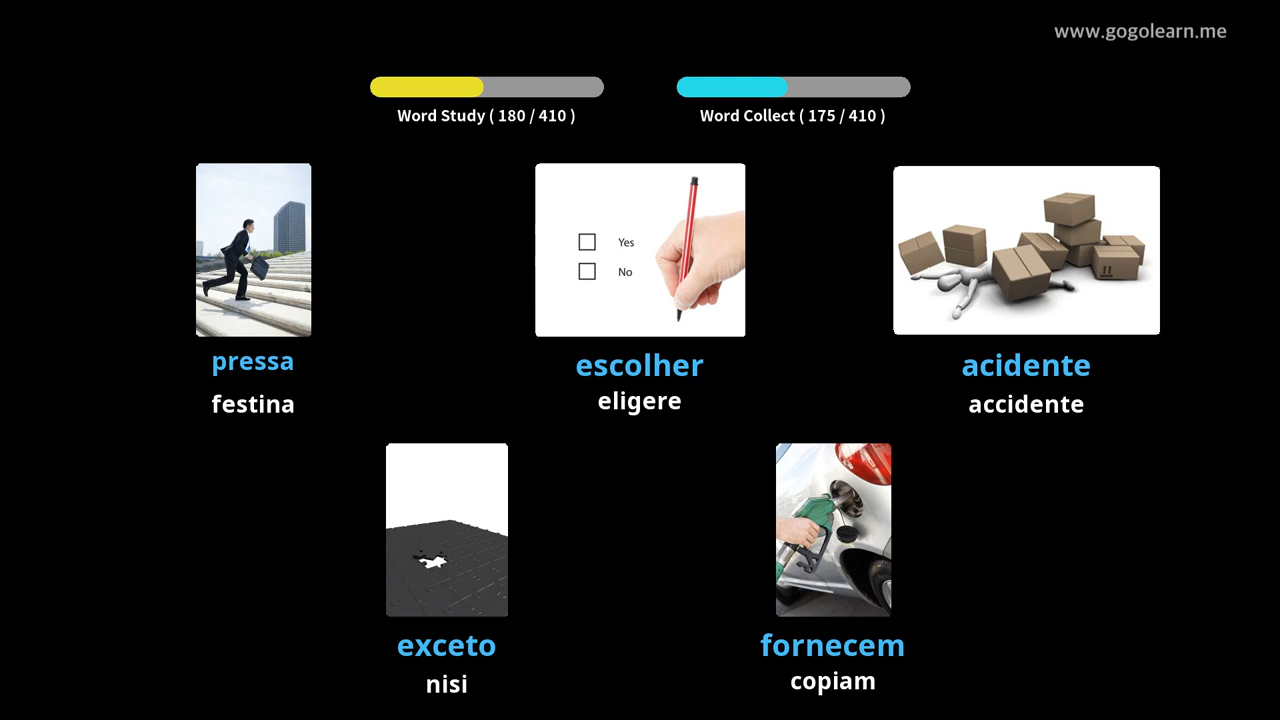 www.gogolearn.me
Word Study ( 180 / 410 )
Word Collect ( 175 / 410 )
Yes
No
pressa
festina
escolher
eligere
acidente
accidente
exceto
nisi
fornecem
copiam